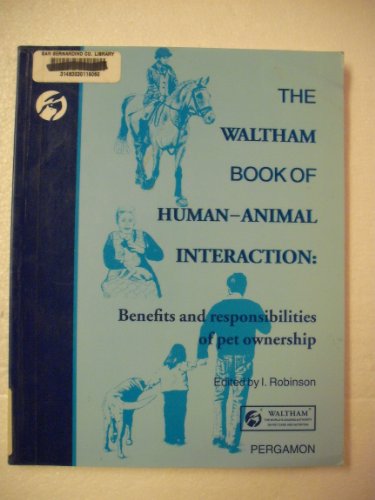 SAN BERNARDINO CO. LIBRARY
THE
WALTHAM
BOOK OF
HUMAN–ANIMAL
INTERACTION:
Benefits and responsibilities
of pet ownership
Edited by I. Robinson
WALTHAM
PERGAMON